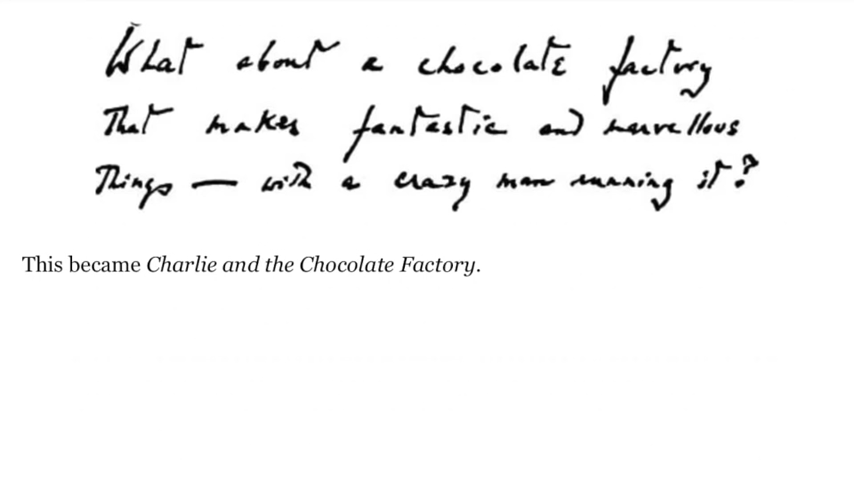 What about a chocolate factory
That makes fantastic and marvellous
Things — with a crazy man running it?
This became Charlie and the Chocolate Factory.